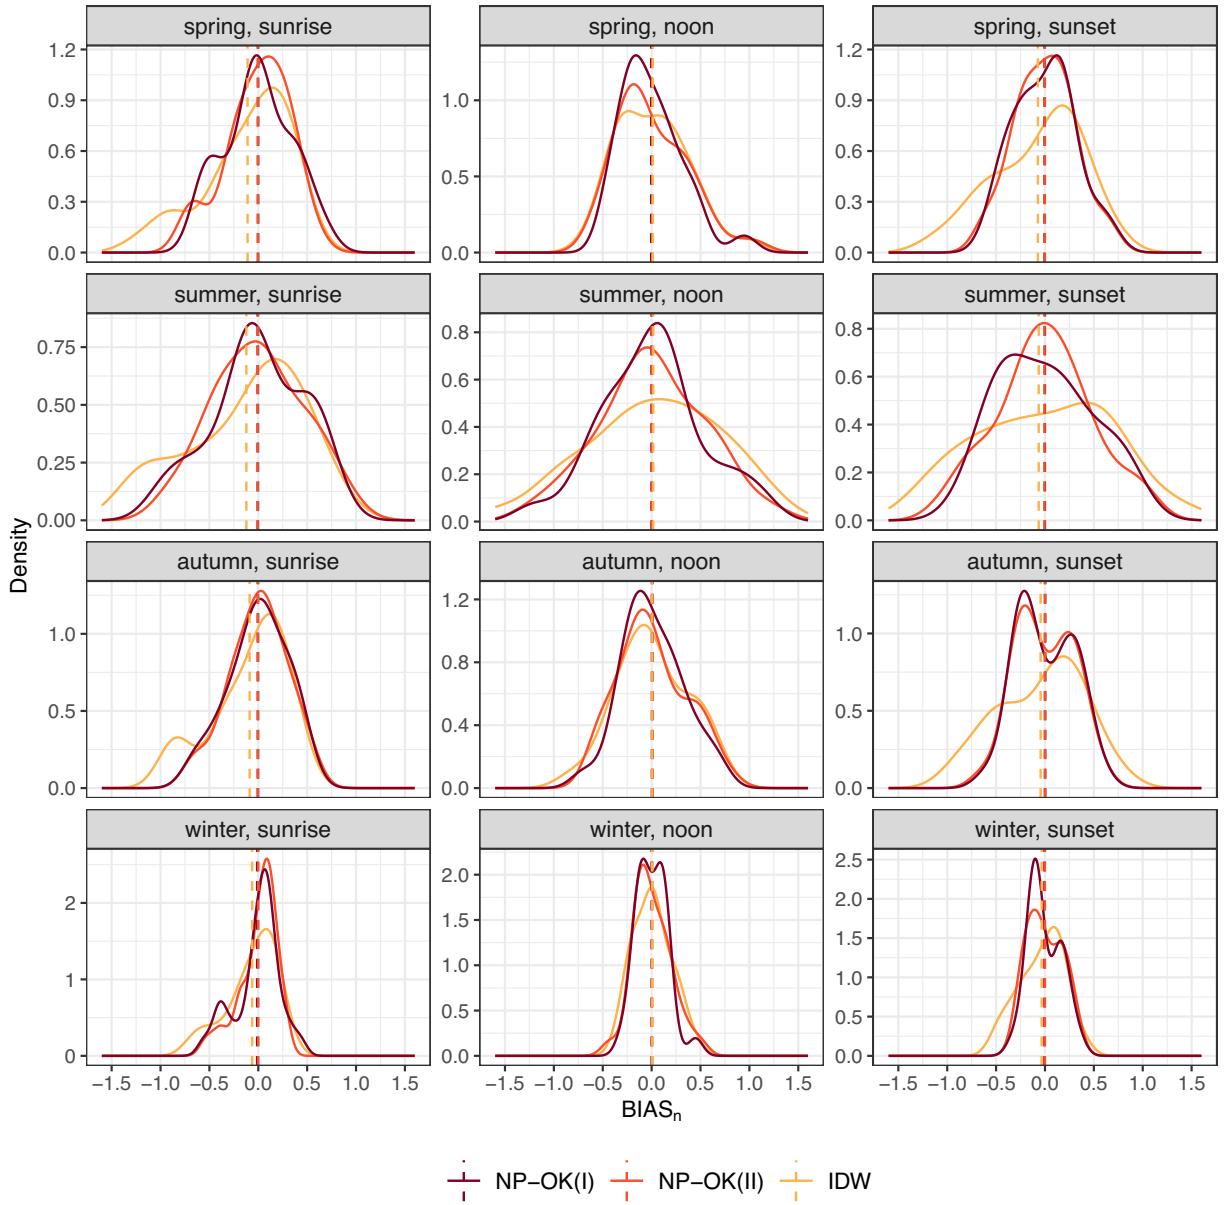 spring, sunrise
spring, noon
spring, sunset
1.2
0.9
0.6
0.3
0.0
1.0
0.5
0.0
1.2
0.9
0.6
0.3
0.0
summer, sunrise
summer, noon
summer, sunset
0.75
0.50
0.25
0.00
0.8
0.6
0.4
0.2
0.0
0.8
0.6
0.4
0.2
0.0
Density
autumn, sunrise
autumn, noon
autumn, sunset
1.0
0.5
0.0
1.2
0.8
0.4
0.0
1.0
0.5
0.0
winter, sunrise
winter, noon
winter, sunset
2
1
0
2.0
1.5
1.0
0.5
0.0
2.5
2.0
1.5
1.0
0.5
0.0
−1.5 −1.0 −0.5 0.0 0.5 1.0 1.5
−1.5 −1.0 −0.5 0.0 0.5 1.0 1.5
−1.5 −1.0 −0.5 0.0 0.5 1.0 1.5
BIASn
NP−OK(I) NP−OK(II) IDW